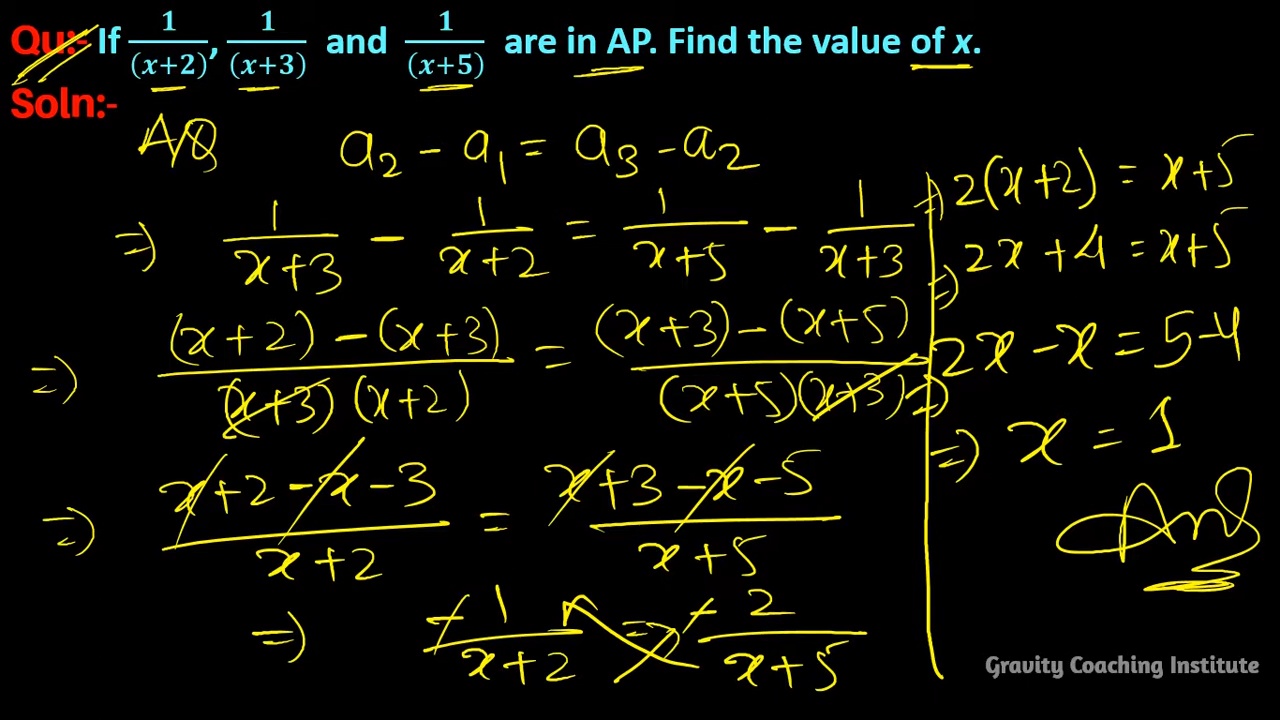 Qu:- If 1/(x+2), 1/(x+3) and 1/(x+5) are in AP. Find the value of x.
Soln:-
A/Q a₂ - a₁ = a₃ - a₂
⇒ 1/(x+3) - 1/(x+2) = 1/(x+5) - 1/(x+3)
⇒ ((x+2) - (x+3))/((x+3)(x+2)) = ((x+3) - (x+5))/((x+5)(x+3))
⇒ (x+2-x-3)/(x+2) = (x+3-x-5)/(x+5)
⇒ -1/(x+2) = -2/(x+5)
⇒ 2(x+2) = x+5
⇒ 2x+4 = x+5
⇒ 2x-x = 5-4
⇒ x = 1
Ans
Gravity Coaching Institute